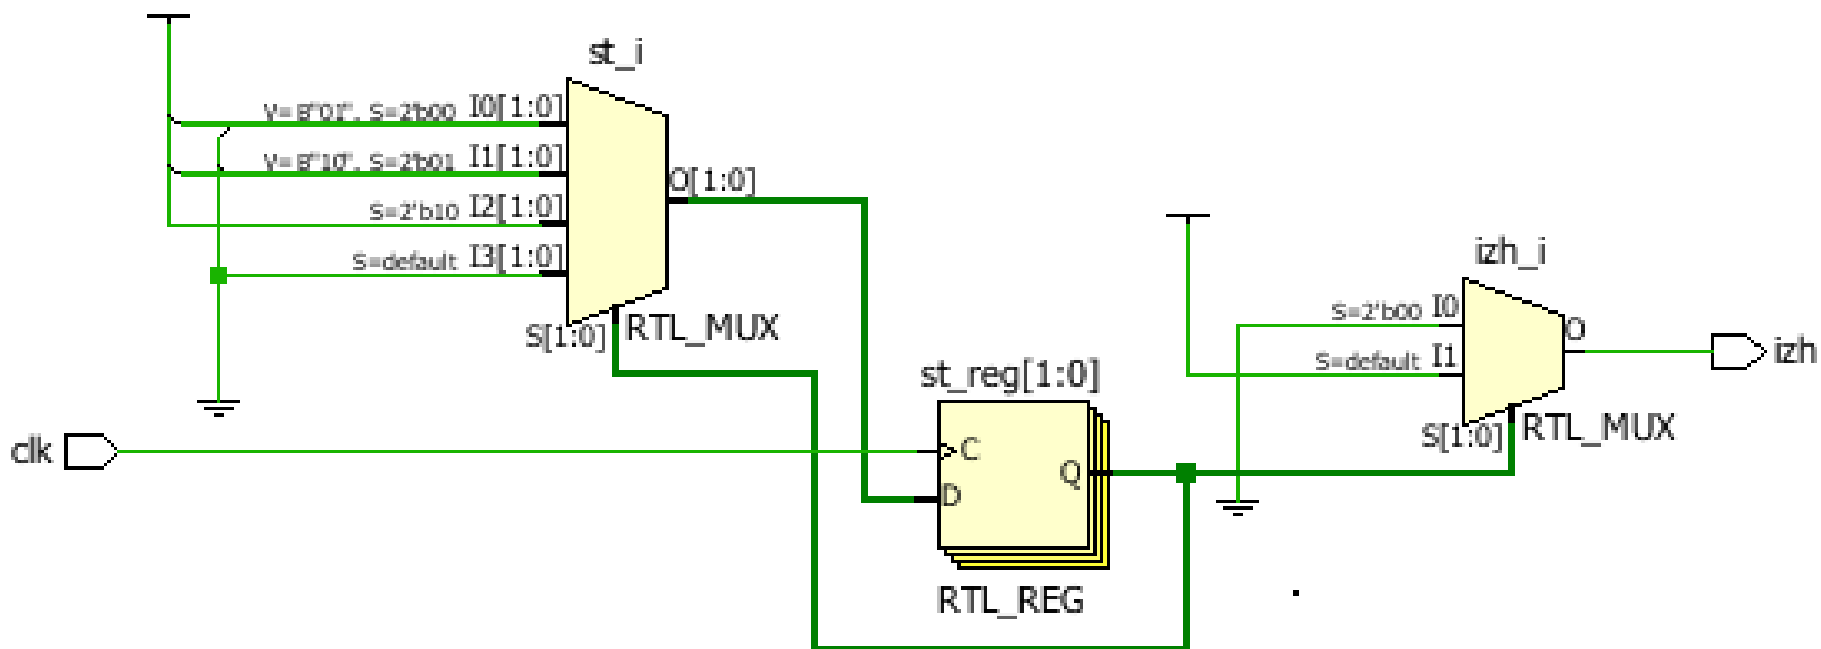 st_i
V=B"01", S=2'b00 I0[1:0]
V=B"10", S=2'b01 I1[1:0]
S=2'b10 I2[1:0]
S=default I3[1:0]
O[1:0]
S[1:0]
RTL_MUX
izh_i
S=2'b00 I0
S=default I1
O
izh
S[1:0]
RTL_MUX
st_reg[1:0]
clk
C
Q
D
RTL_REG